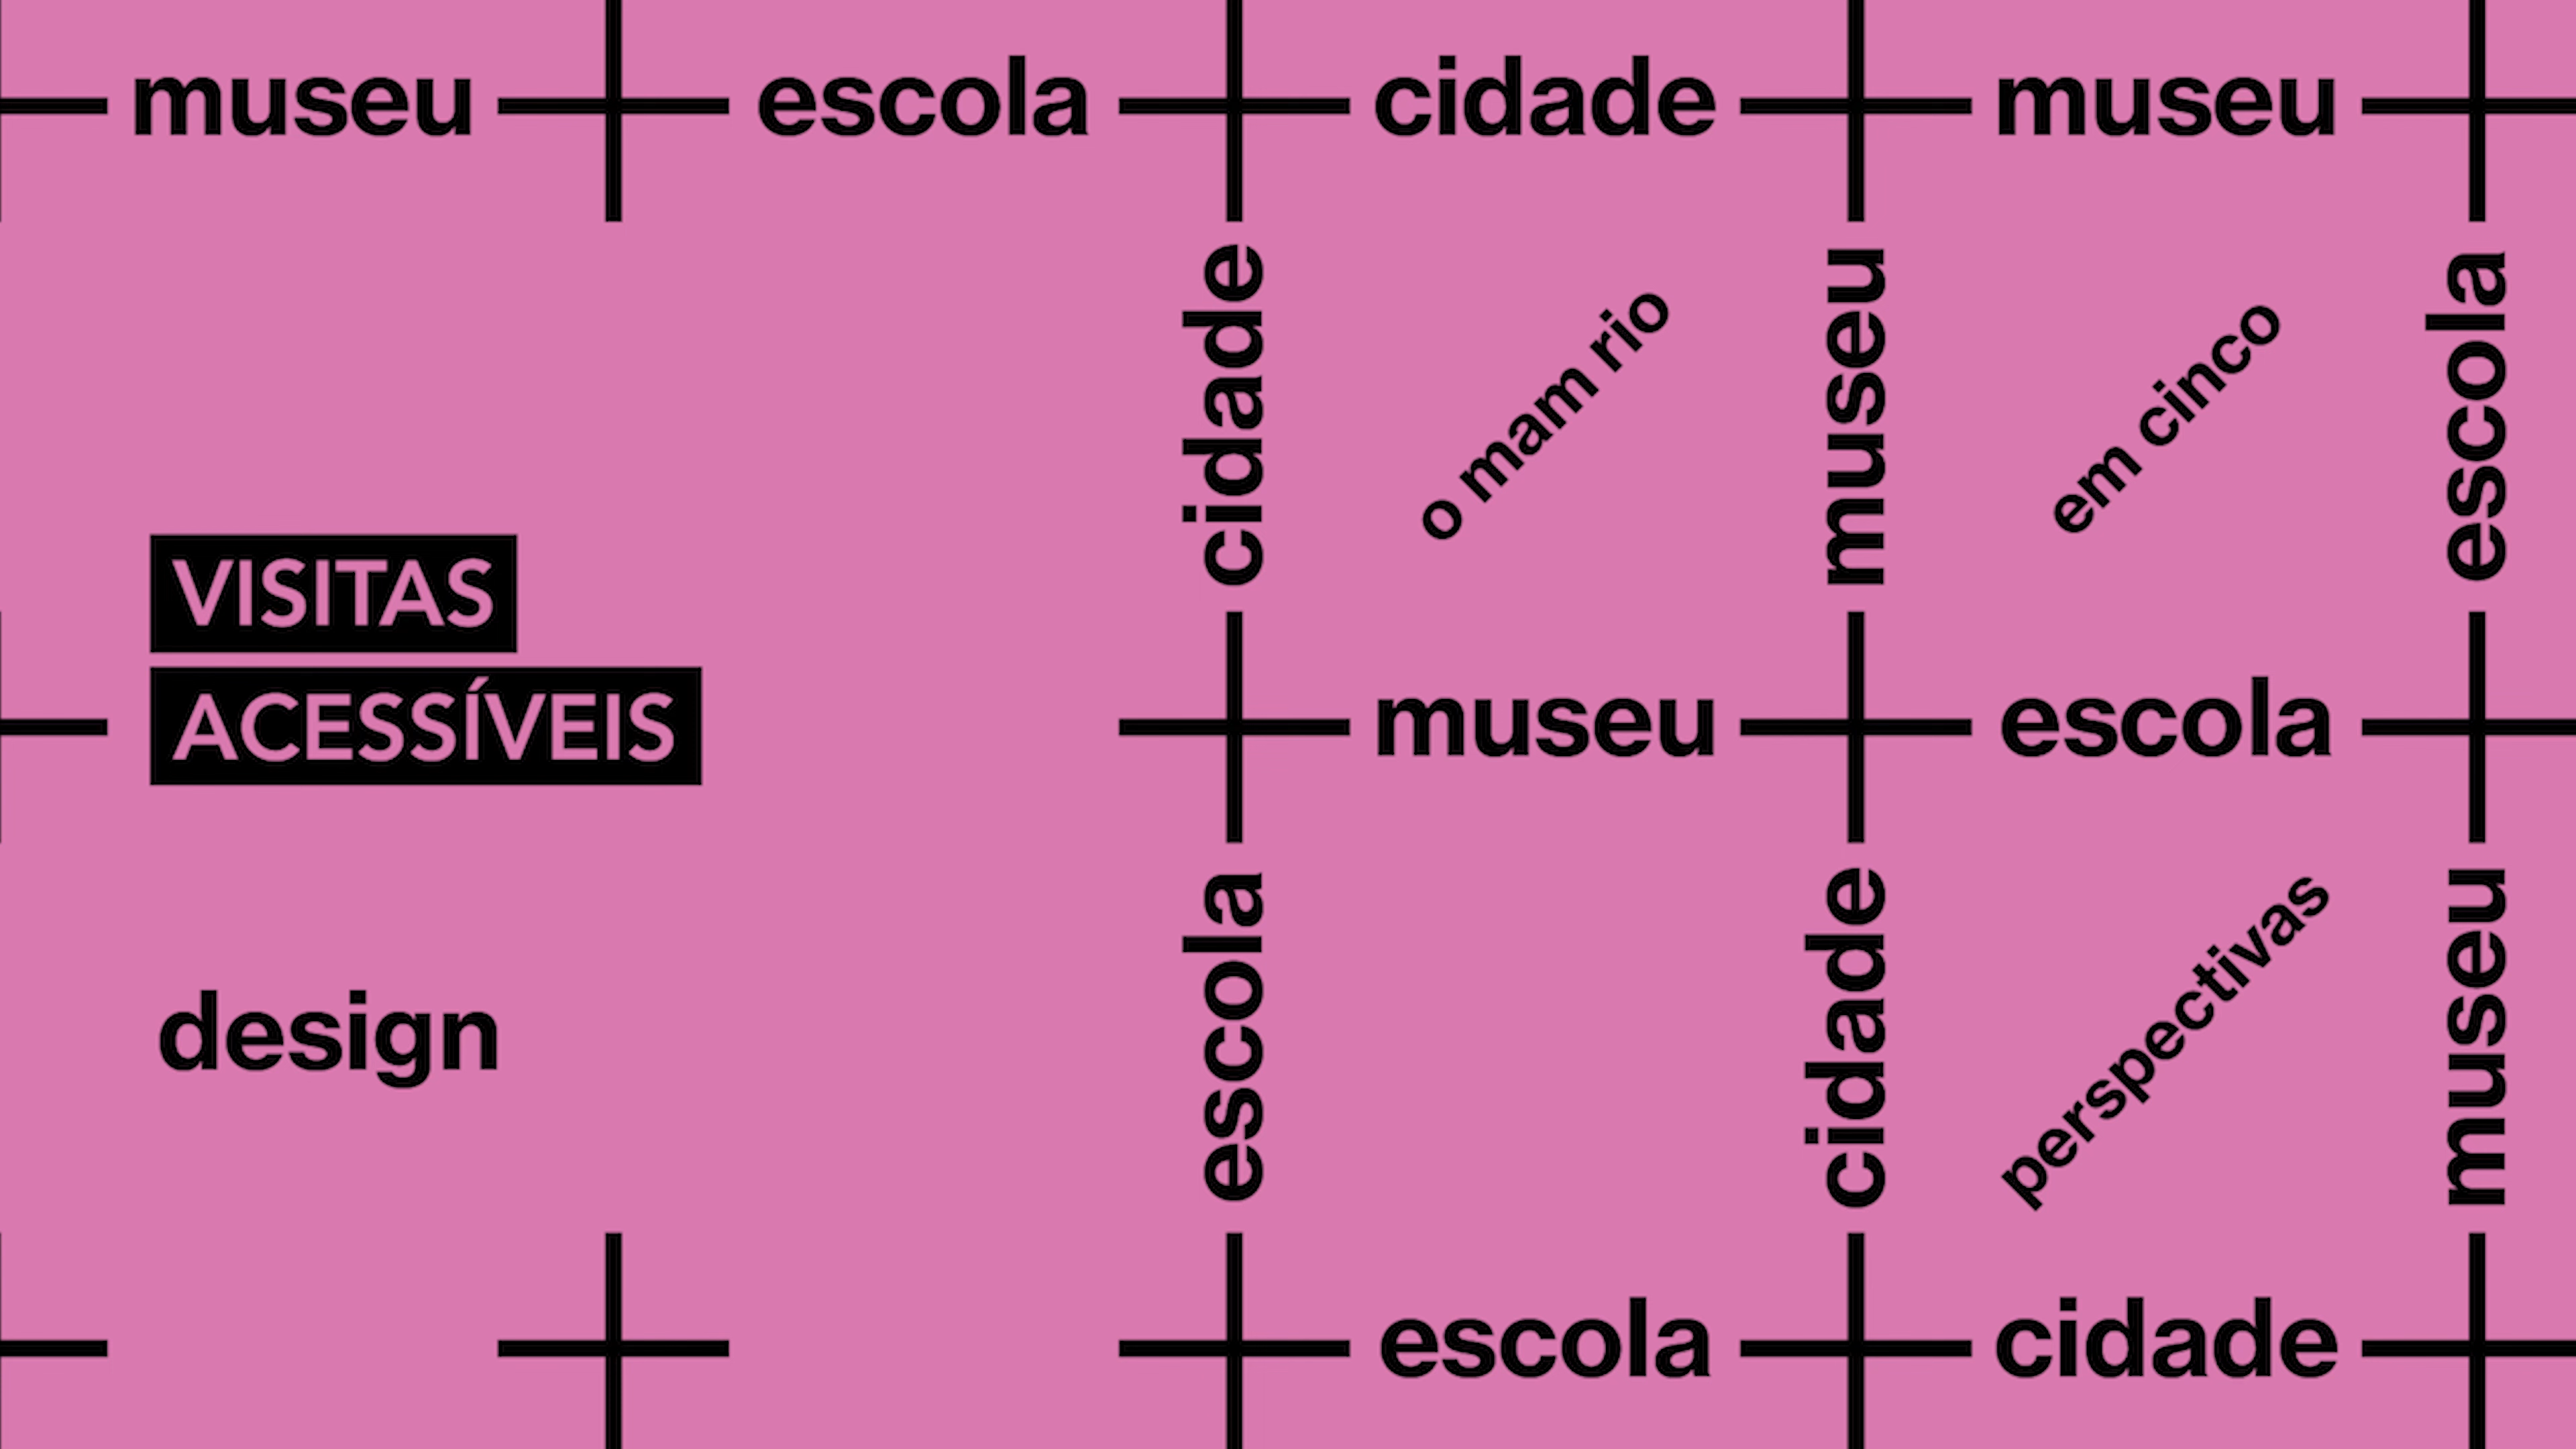 museu escola cidade museu
cidade
o mam rio
museu
em cinco
escola
VISITAS
ACESSÍVEIS
museu escola
design
escola
cidade
perspectivas
museu
escola cidade